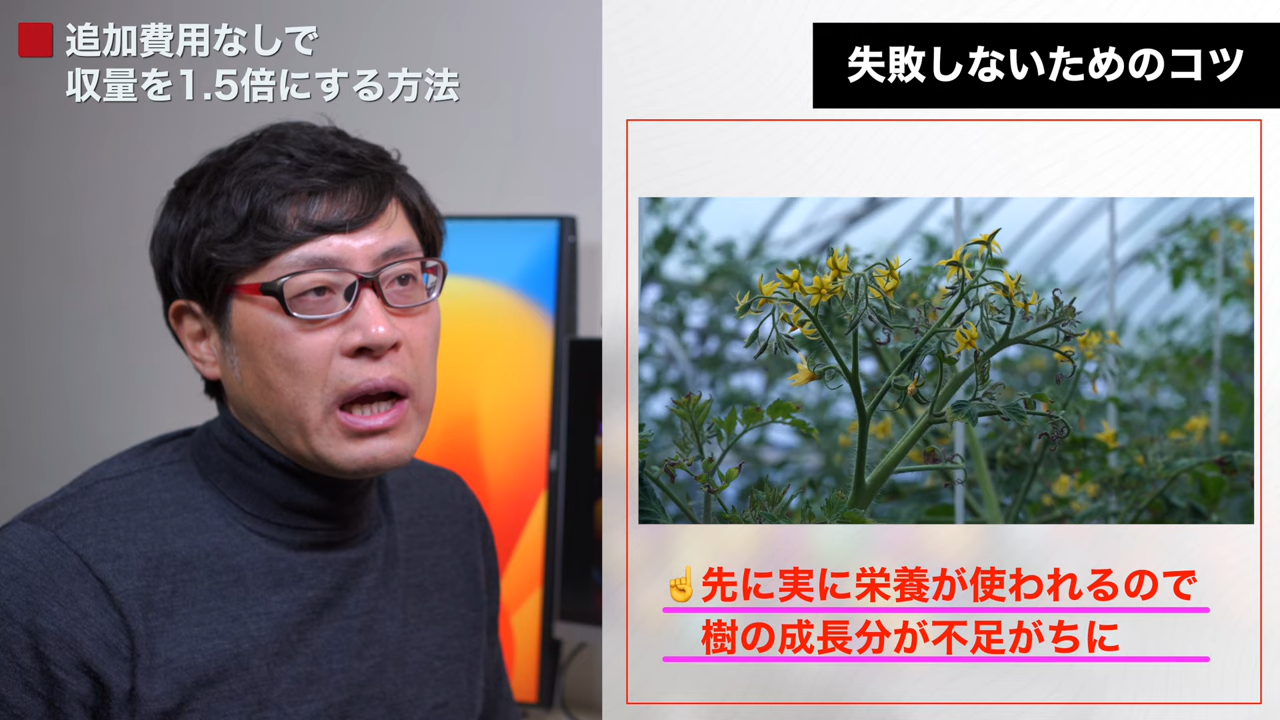 追加費用なしで
収量を1.5倍にする方法
失敗しないためのコツ
☝先に実に栄養が使われるので
樹の成長分が不足がちに